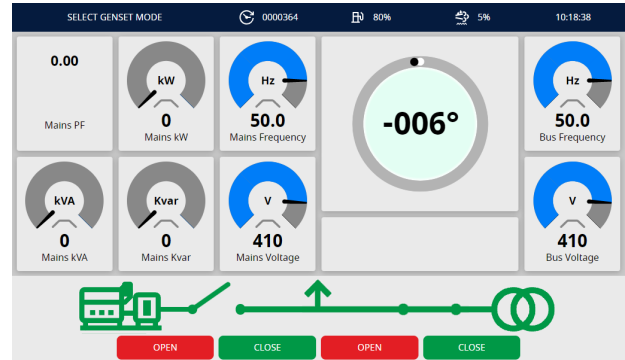 SELECT GENSET MODE 0000364 80% 5% 10:18:38
0.00
Mains PF
kW
0
Mains kW
Hz
50.0
Mains Frequency
-006°
Hz
50.0
Bus Frequency
kVA
0
Mains kVA
Kvar
0
Mains Kvar
V
410
Mains Voltage
V
410
Bus Voltage
OPEN CLOSE OPEN CLOSE